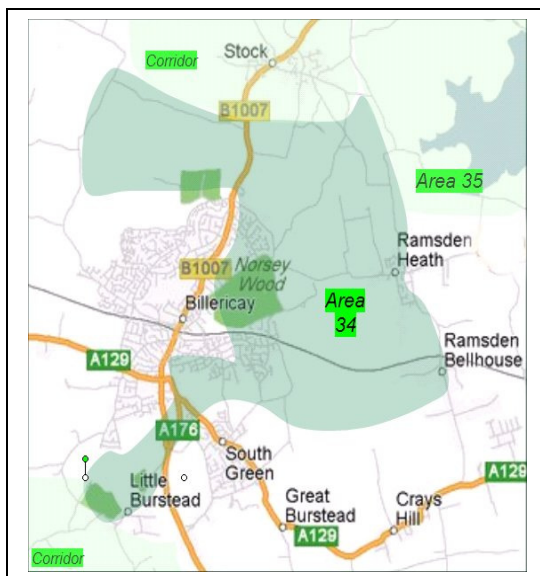 Corridor
Stock
B1007
Area 35
Ramsden
Heath
B1007
Norsey
Wood
Billericay
Area
34
Ramsden
Bellhouse
A129
A176
South
Green
Little
Burstead
A129
Great
Burstead
Crays
Hill
A129
Corridor